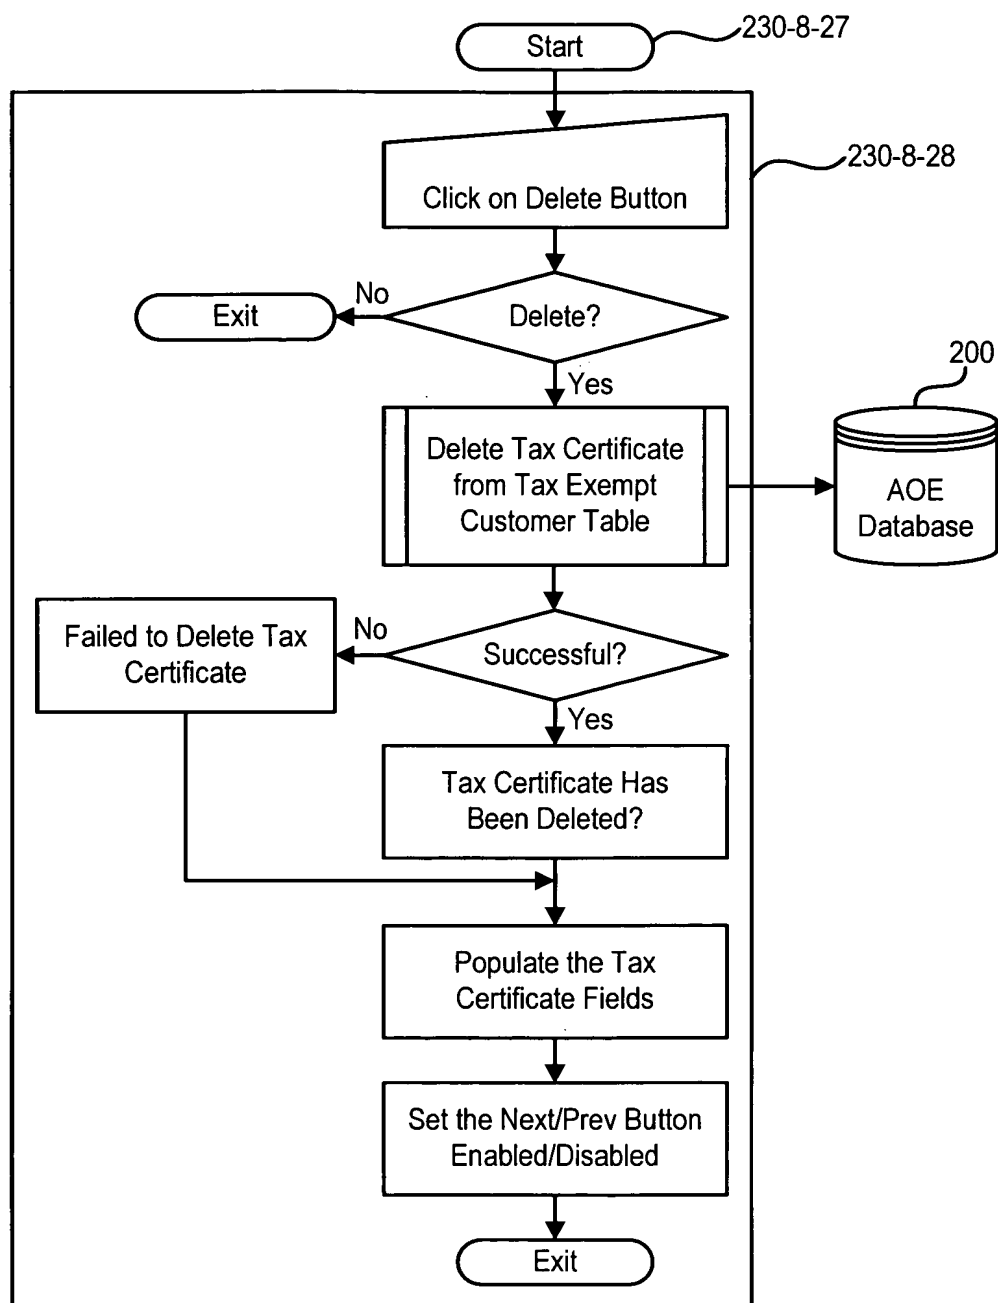 Start
230-8-27
230-8-28
Click on Delete Button
No
Exit
Delete?
Yes
200
Delete Tax Certificate
from Tax Exempt
Customer Table
AOE
Database
Failed to Delete Tax
Certificate
No
Successful?
Yes
Tax Certificate Has
Been Deleted?
Populate the Tax
Certificate Fields
Set the Next/Prev Button
Enabled/Disabled
Exit